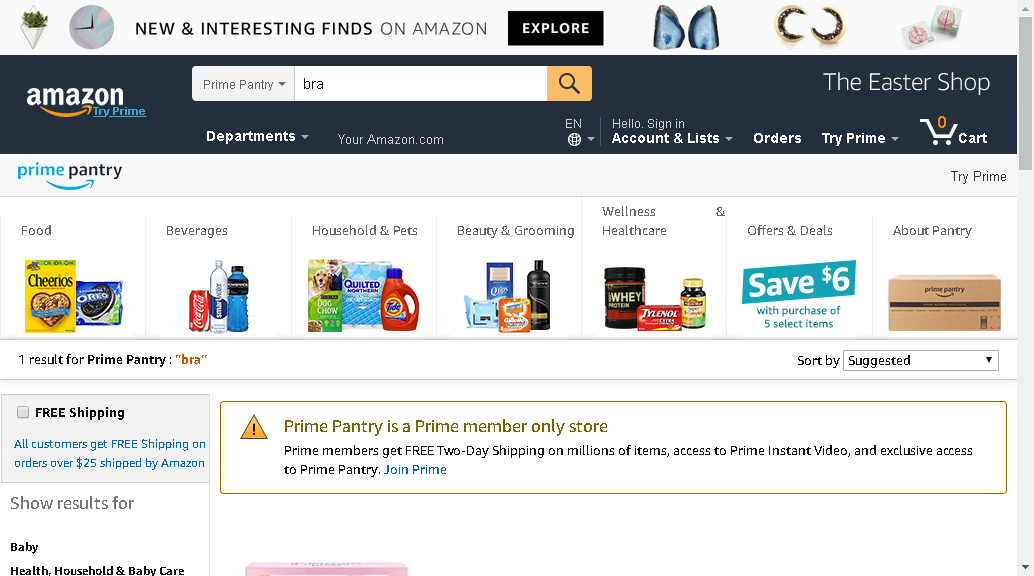 NEW & INTERESTING FINDS ON AMAZON EXPLORE
amazon
Try Prime
Prime Pantry
bra
The Easter Shop
Departments
Your Amazon.com
EN
Hello. Sign in
Account & Lists
Orders
Try Prime
0
Cart
prime pantry
Try Prime
Food
Beverages
Household & Pets
Beauty & Grooming
Wellness &
Healthcare
Offers & Deals
About Pantry
Cheerios
OREO
Coca-Cola
smartwater
PURINA
DOG CHOW
QUILTED NORTHERN
Tide
Q-tips
WHEY
PROTEIN
TYLENOL
Save $6
with purchase of
5 select items
prime pantry
1 result for Prime Pantry : "bra"
Sort by Suggested
FREE Shipping
All customers get FREE Shipping on
orders over $25 shipped by Amazon
Show results for
Baby
Health, Household & Baby Care
Prime Pantry is a Prime member only store
Prime members get FREE Two-Day Shipping on millions of items, access to Prime Instant Video, and exclusive access
to Prime Pantry. Join Prime